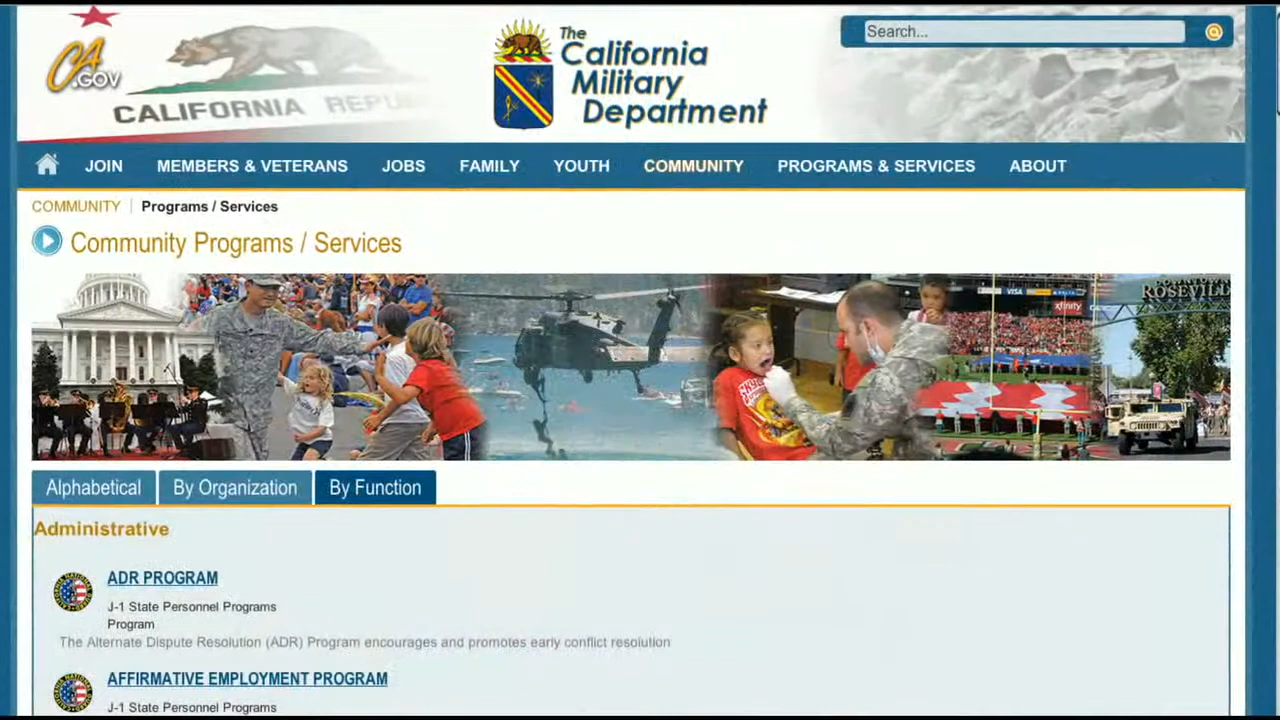 CA.GOV
CALIFORNIA REPU
The
California
Military
Department
Search...
JOIN MEMBERS & VETERANS JOBS FAMILY YOUTH COMMUNITY PROGRAMS & SERVICES ABOUT
COMMUNITY Programs / Services
Community Programs / Services
VISA
xfinity
ROSEVILL
Alphabetical By Organization By Function
Administrative
ADR PROGRAM
J-1 State Personnel Programs
Program
The Alternate Dispute Resolution (ADR) Program encourages and promotes early conflict resolution
AFFIRMATIVE EMPLOYMENT PROGRAM
J-1 State Personnel Programs